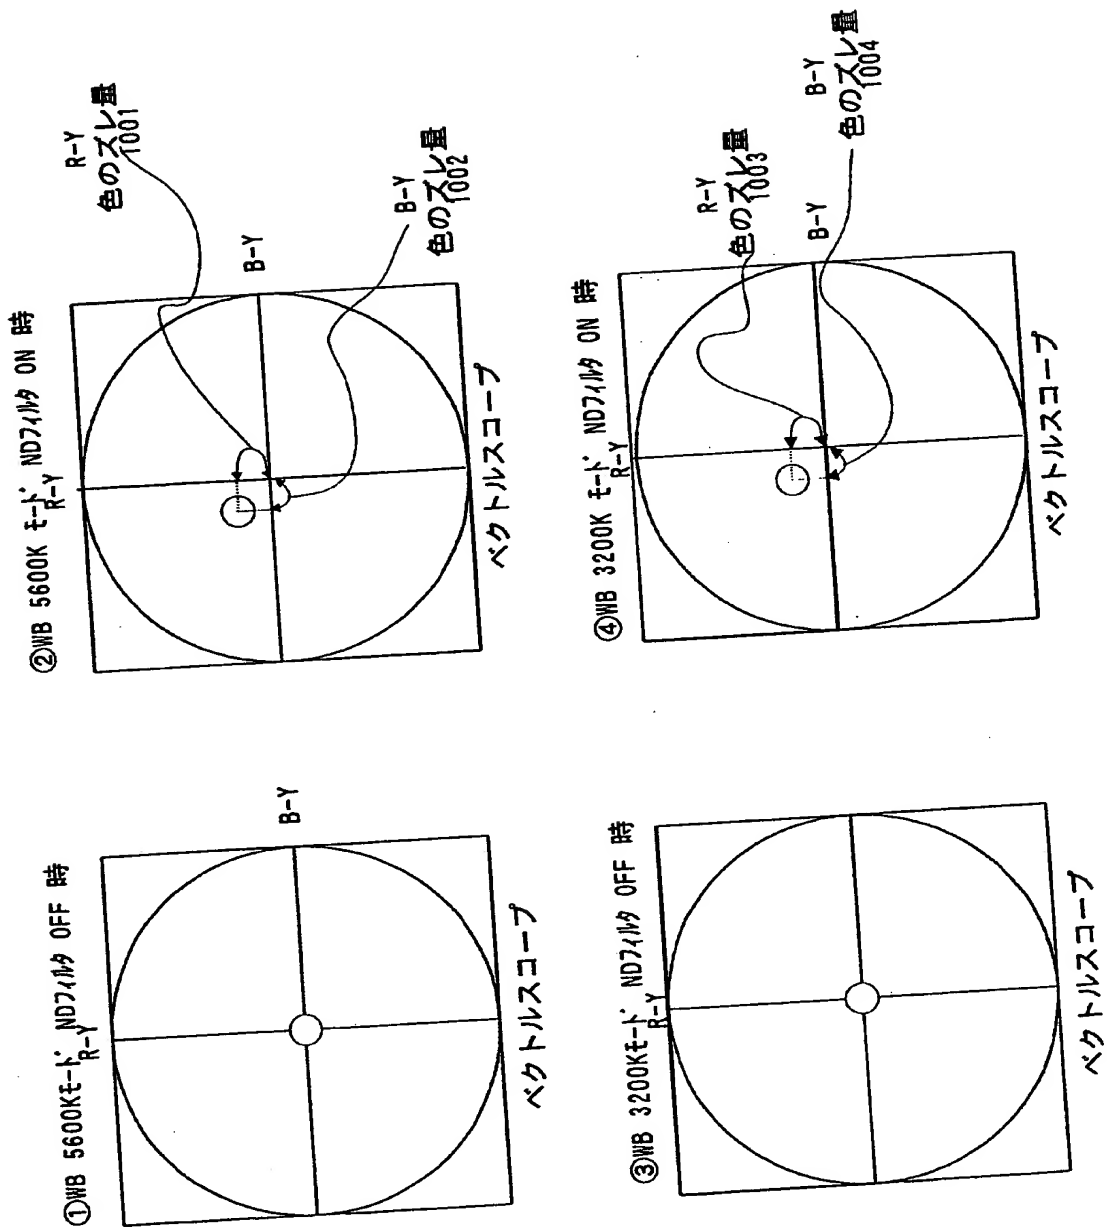 ①WB 5600Kモード NDフィルタ OFF 時
R-Y
B-Y
ベクトルスコープ
②WB 5600K モード NDフィルタ ON 時
R-Y
B-Y
ベクトルスコープ
R-Y
色のズレ量
1001
B-Y
色のズレ量
1002
③WB 3200Kモード NDフィルタ OFF 時
R-Y
ベクトルスコープ
④WB 3200K モード NDフィルタ ON 時
R-Y
B-Y
ベクトルスコープ
R-Y
色のズレ量
1003
B-Y
色のズレ量
1004